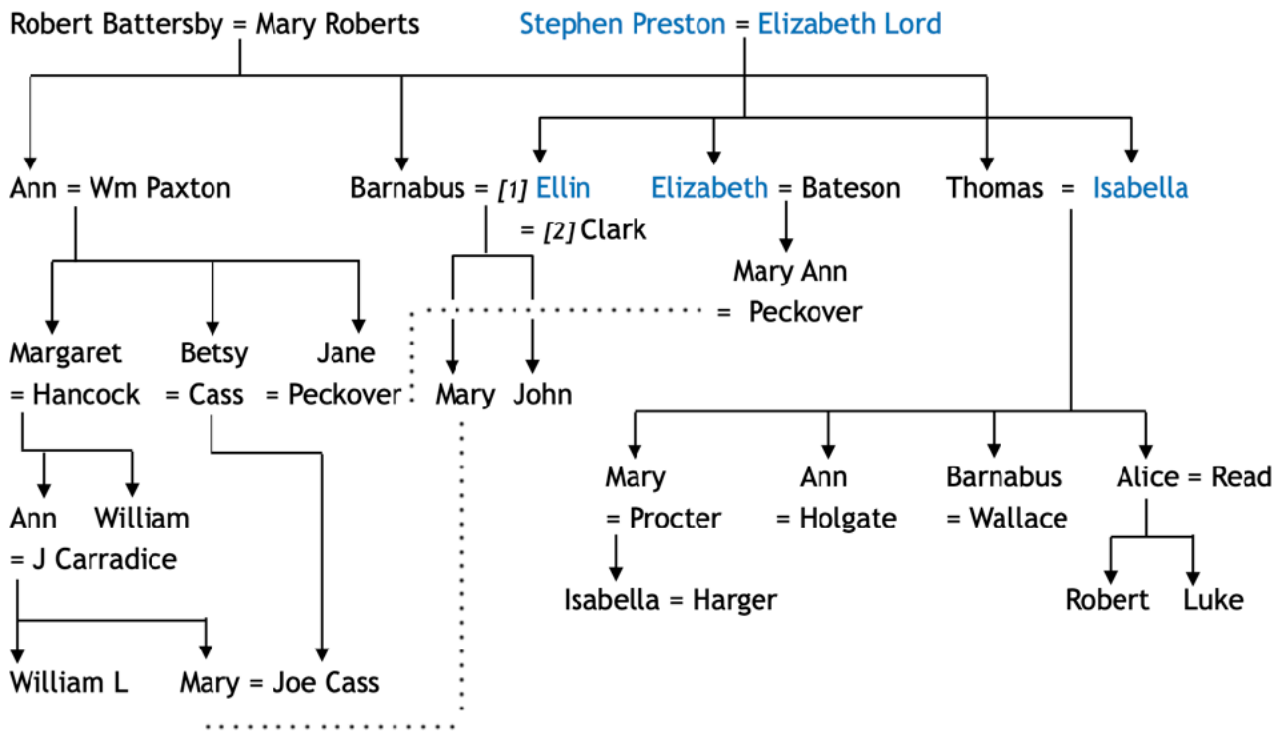 Robert Battersby = Mary Roberts
Stephen Preston = Elizabeth Lord
Ann = Wm Paxton
Barnabus = [1] Ellin
= [2] Clark
Elizabeth = Bateson
Thomas = Isabella
Mary Ann
= Peckover
Margaret
= Hancock
Betsy
= Cass
Jane
= Peckover
Mary
John
Mary
= Procter
Ann
= Holgate
Barnabus
= Wallace
Alice = Read
Ann
= J Carradice
William
Isabella = Harger
Robert
Luke
William L
Mary = Joe Cass